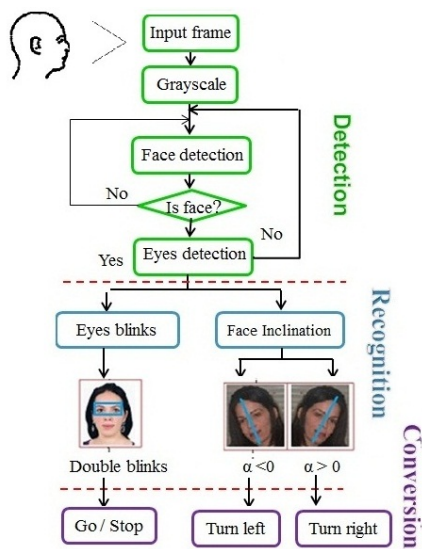 Input frame
Grayscale
Face detection
No
Is face?
No
Yes
Eyes detection
Detection
Eyes blinks
Face Inclination
Recognition
Double blinks
α <0
α > 0
Conversion
Go / Stop
Turn left
Turn right